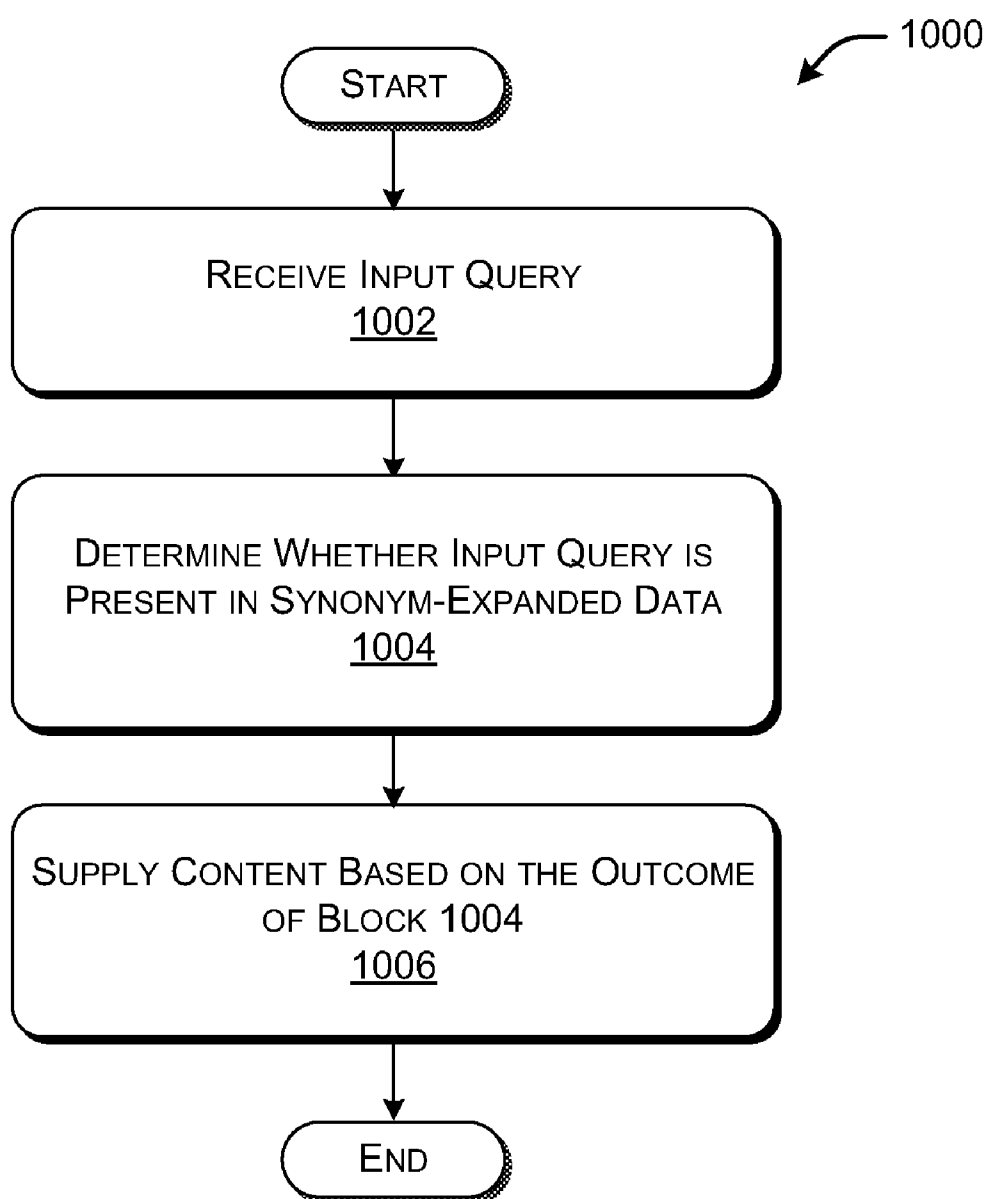 1000
START
RECEIVE INPUT QUERY
1002
DETERMINE WHETHER INPUT QUERY IS
PRESENT IN SYNONYM-EXPANDED DATA
1004
SUPPLY CONTENT BASED ON THE OUTCOME
OF BLOCK 1004
1006
END